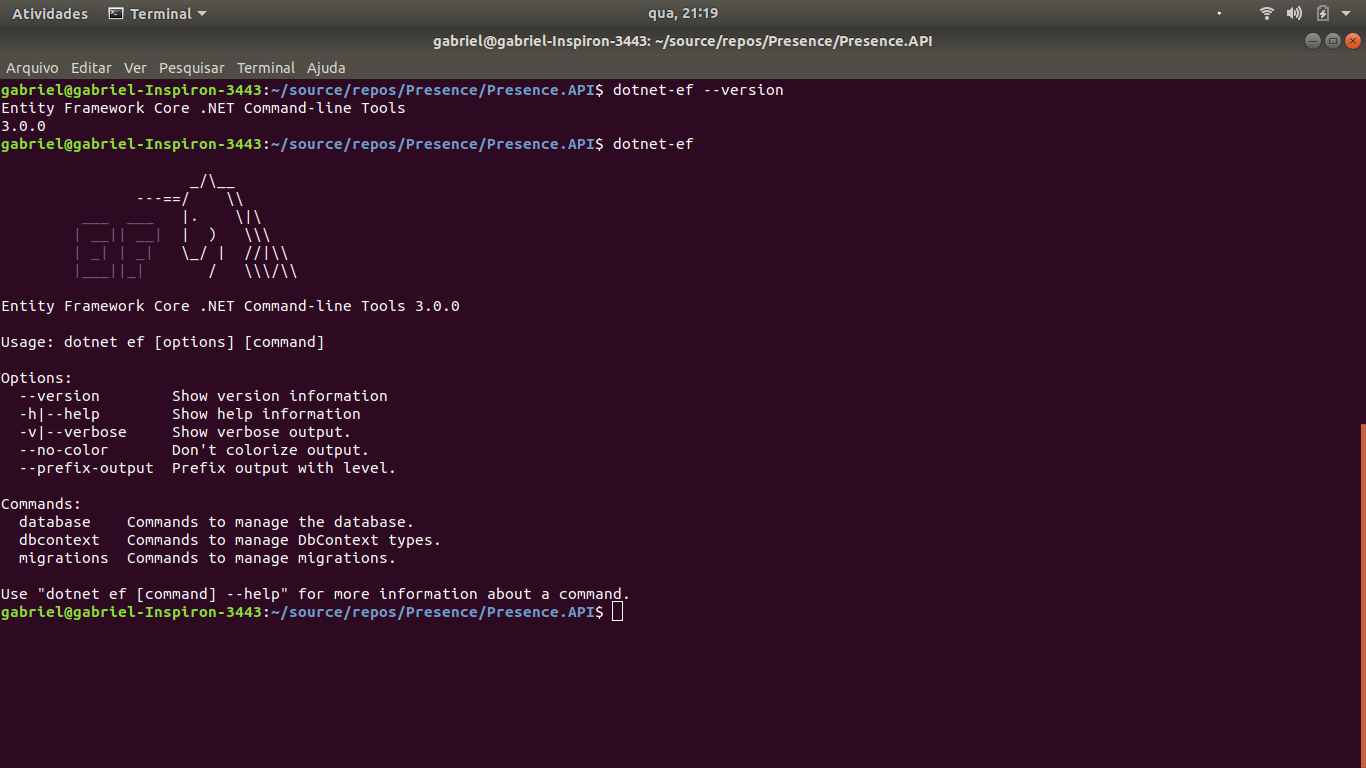 Atividades Terminal qua, 21:19
gabriel@gabriel-Inspiron-3443: ~/source/repos/Presence/Presence.API
Arquivo Editar Ver Pesquisar Terminal Ajuda
gabriel@gabriel-Inspiron-3443:~/source/repos/Presence/Presence.API$ dotnet-ef --version
Entity Framework Core .NET Command-line Tools
3.0.0
gabriel@gabriel-Inspiron-3443:~/source/repos/Presence/Presence.API$ dotnet-ef

                     _/\__
               ---==/    \\
         ___  ___   |.    \|\
        | __|| __|  |  )   \\\
        | _| | _|   \_/ |  //|\\
        |___||_|       /   \\\/\\

Entity Framework Core .NET Command-line Tools 3.0.0

Usage: dotnet ef [options] [command]

Options:
  --version        Show version information
  -h|--help        Show help information
  -v|--verbose     Show verbose output.
  --no-color       Don't colorize output.
  --prefix-output  Prefix output with level.

Commands:
  database    Commands to manage the database.
  dbcontext   Commands to manage DbContext types.
  migrations  Commands to manage migrations.

Use "dotnet ef [command] --help" for more information about a command.
gabriel@gabriel-Inspiron-3443:~/source/repos/Presence/Presence.API$